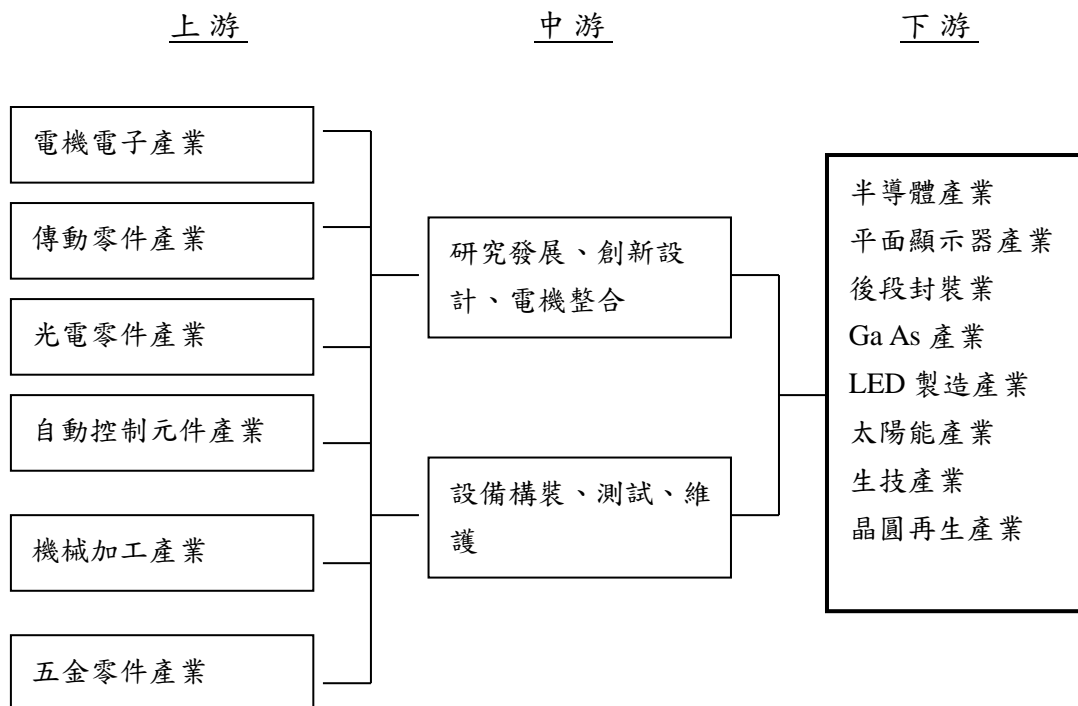 上游
中游
下游
電機電子產業
傳動零件產業
光電零件產業
自動控制元件產業
機械加工產業
五金零件產業
研究發展、創新設
計、電機整合
設備構裝、測試、維
護
半導體產業
平面顯示器產業
後段封裝業
Ga As 產業
LED 製造產業
太陽能產業
生技產業
晶圓再生產業